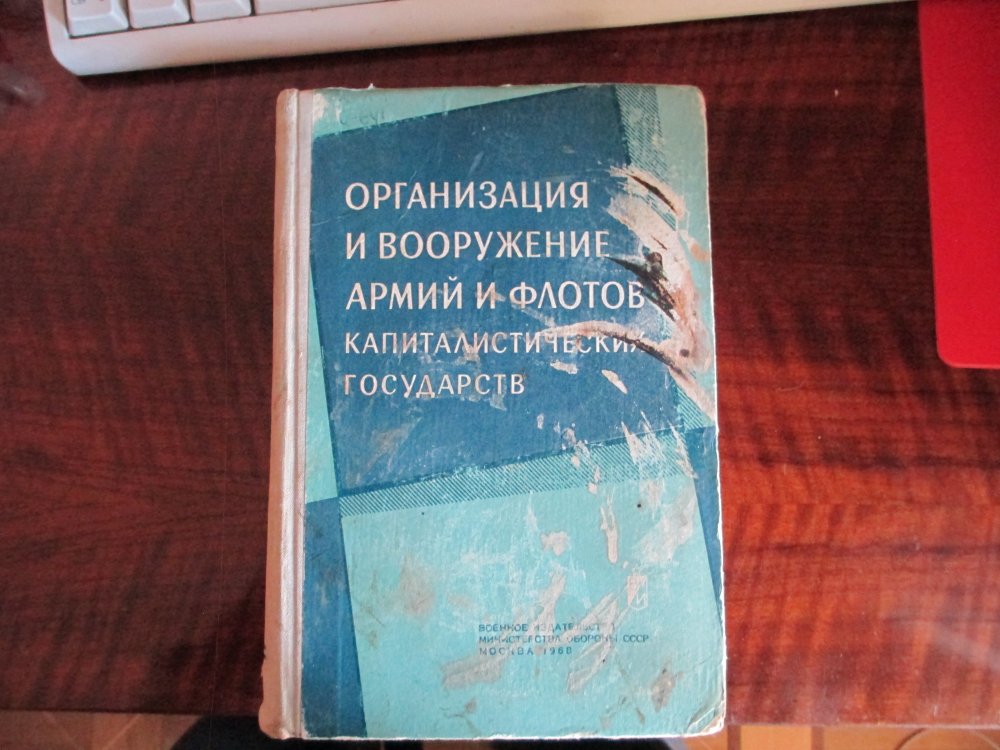 ОРГАНИЗАЦИЯ
И ВООРУЖЕНИЕ
АРМИЙ И ФЛОТОВ
КАПИТАЛИСТИЧЕСКИХ
ГОСУДАРСТВ
ВОЕННОЕ ИЗДАТЕЛЬСТВО
МИНИСТЕРСТВА ОБОРОНЫ СССР
МОСКВА 1968